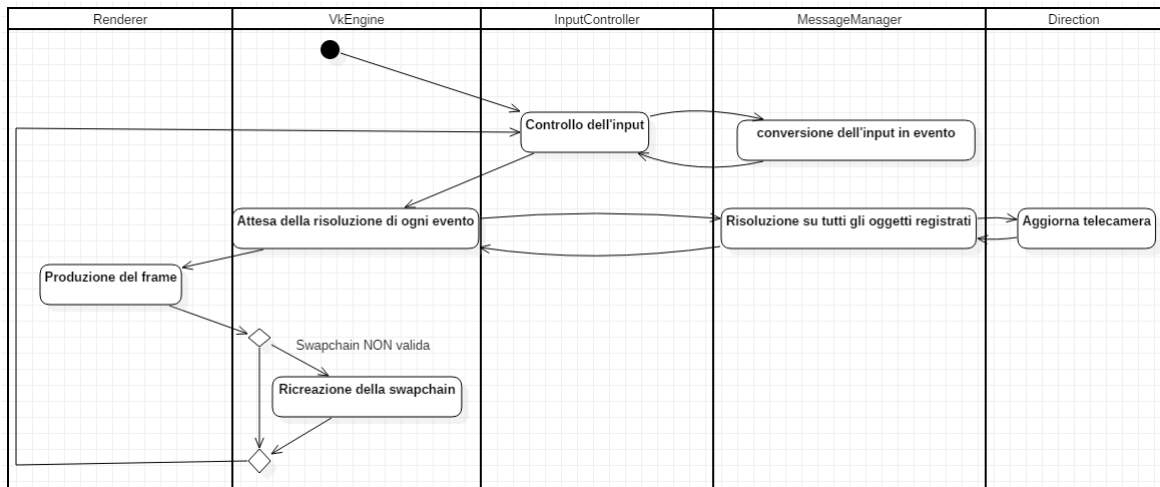 Renderer
VkEngine
InputController
MessageManager
Direction
Controllo dell'input
conversione dell'input in evento
Attesa della risoluzione di ogni evento
Risoluzione su tutti gli oggetti registrati
Aggiorna telecamera
Produzione del frame
Swapchain NON valida
Ricreazione della swapchain